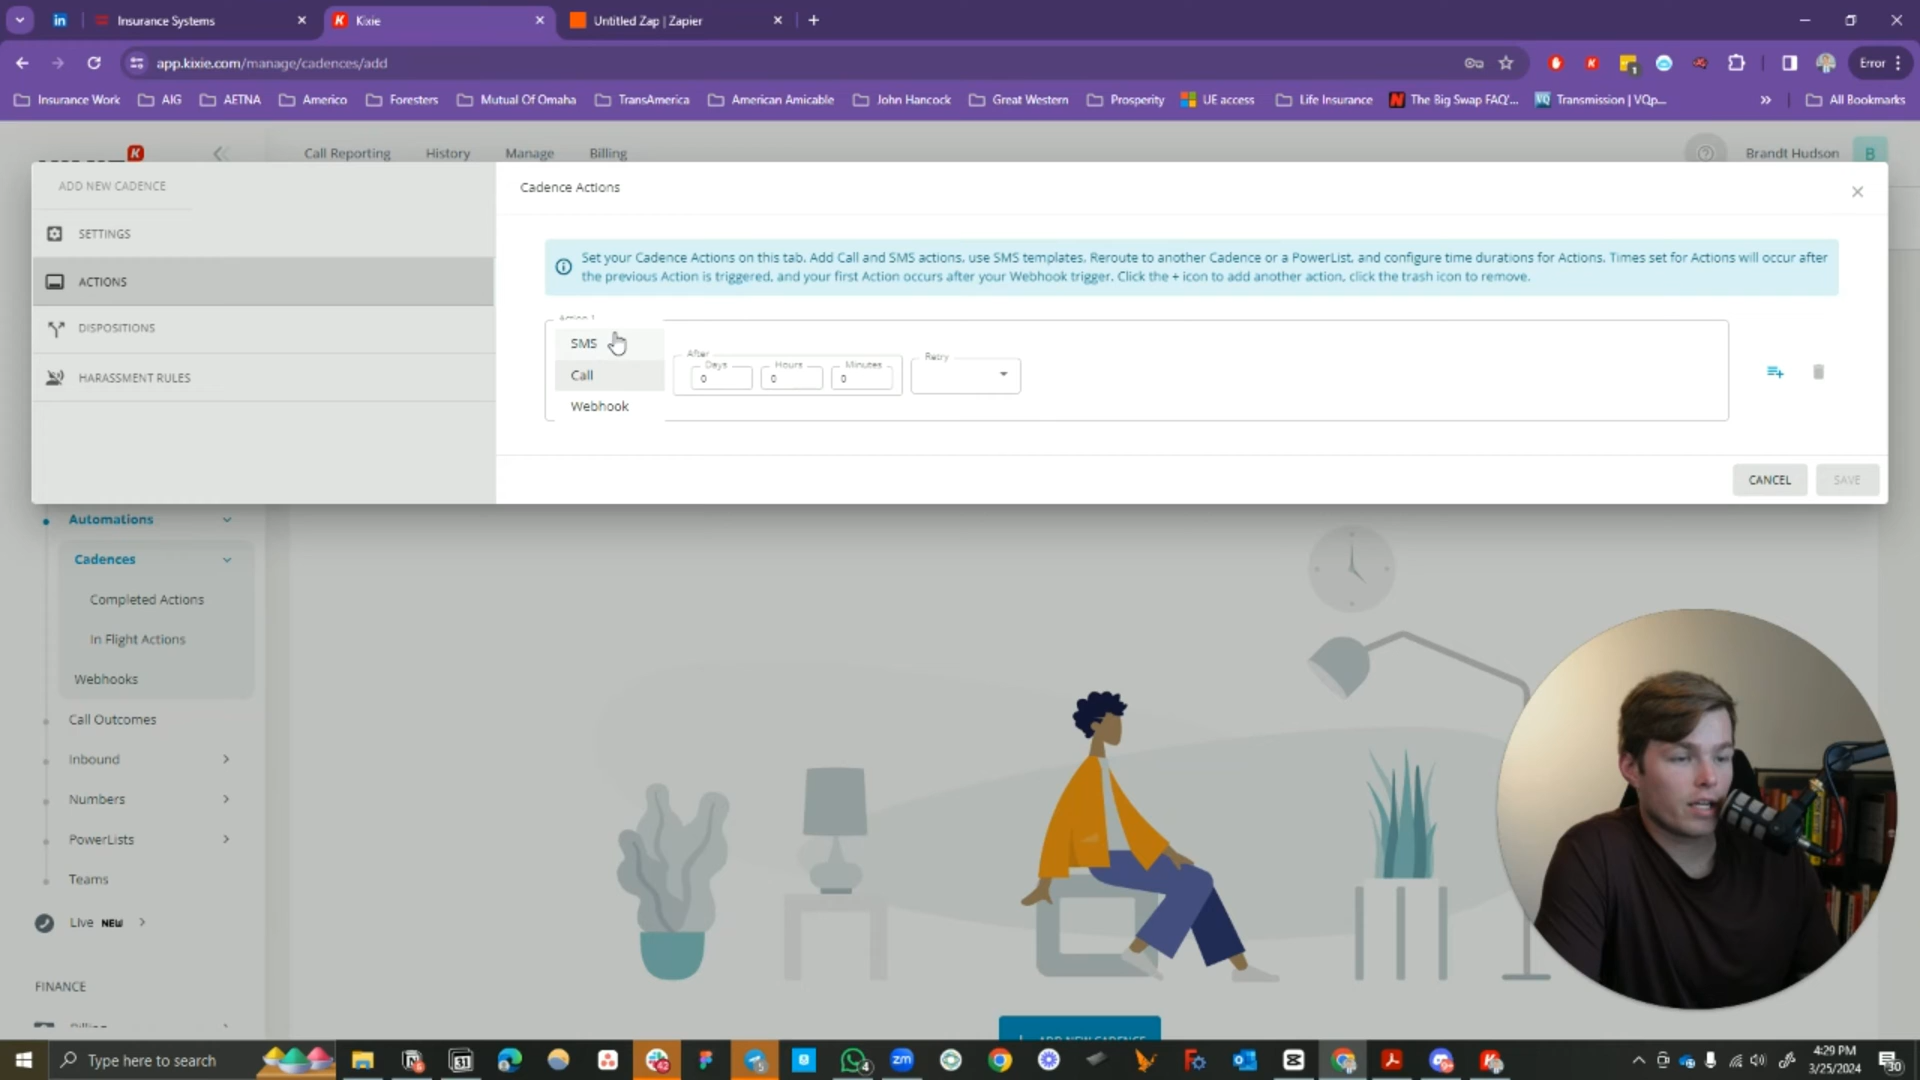 Insurance Systems
Kixie
Untitled Zap | Zapier
app.kixie.com/manage/cadences/add
Error
Insurance Work
AIG
AETNA
Americo
Foresters
Mutual Of Omaha
TransAmerica
American Amicable
John Hancock
Great Western
Prosperity
UE access
Life Insurance
The Big Swap FAQ'...
Transmission | VQp...
All Bookmarks
Call Reporting
History
Manage
Billing
Brandt Hudson
B
ADD NEW CADENCE
SETTINGS
ACTIONS
DISPOSITIONS
HARASSMENT RULES
Cadence Actions
Set your Cadence Actions on this tab. Add Call and SMS actions, use SMS templates, Reroute to another Cadence or a PowerList, and configure time durations for Actions. Times set for Actions will occur after
the previous Action is triggered, and your first Action occurs after your Webhook trigger. Click the + icon to add another action, click the trash icon to remove.
Action 1
SMS
Call
Webhook
After
Days
0
Hours
0
Minutes
0
Retry
CANCEL
SAVE
Automations
Cadences
Completed Actions
In Flight Actions
Webhooks
Call Outcomes
Inbound
Numbers
PowerLists
Teams
Live NEW
FINANCE
Billing
ADD NEW CADENCE
Type here to search
4:29 PM
3/25/2024